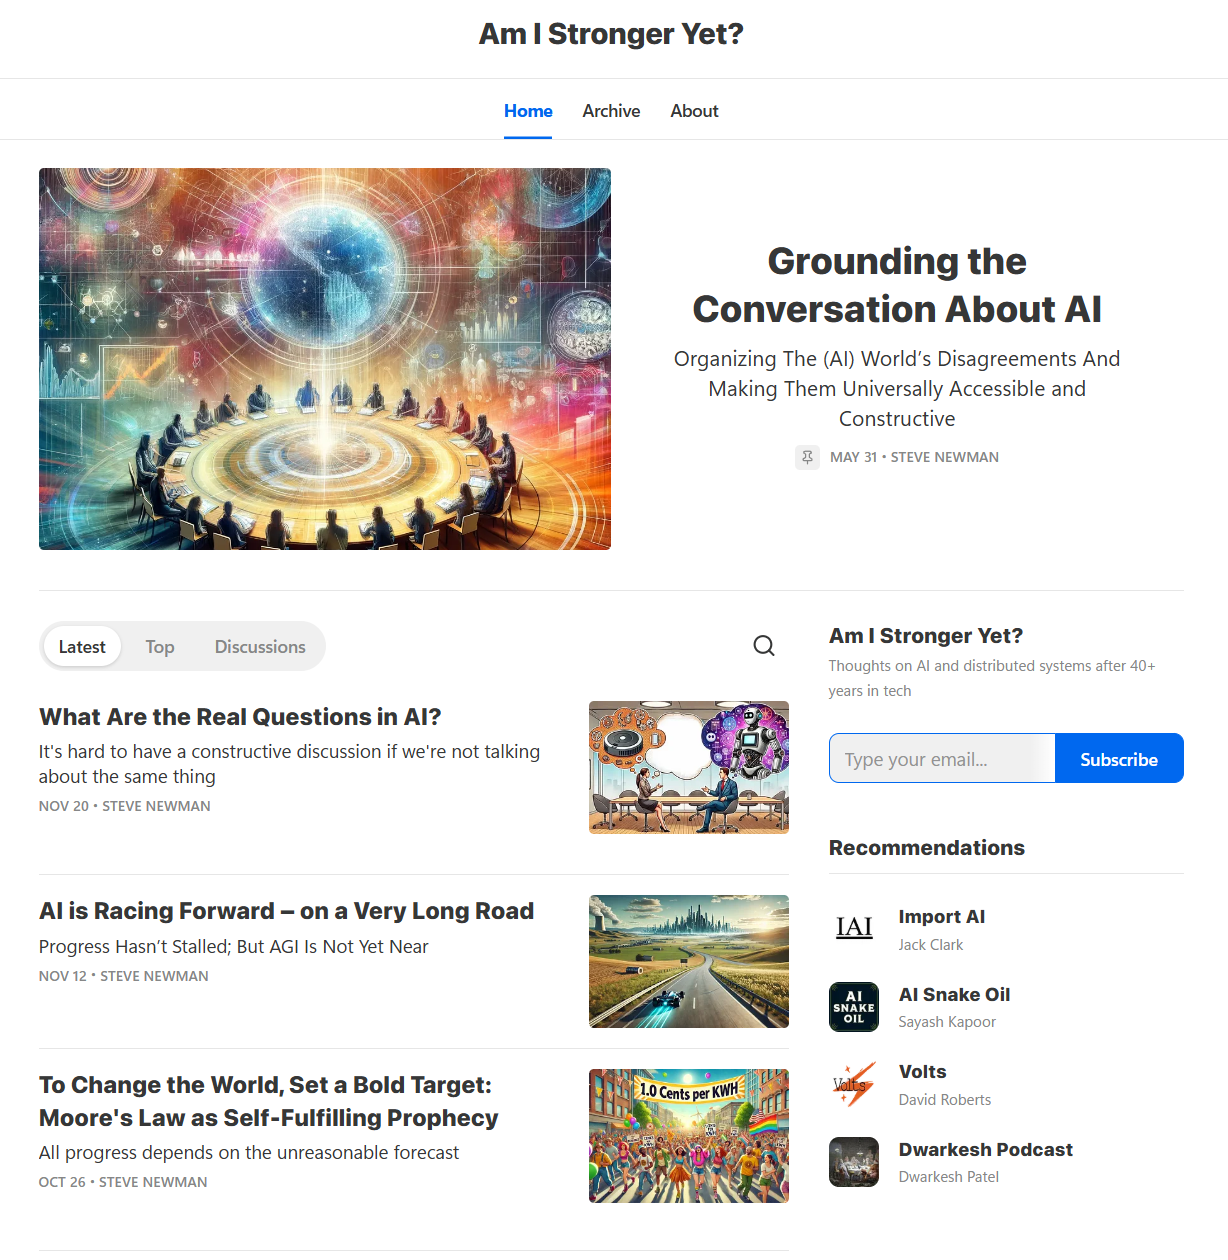 Am I Stronger Yet?
Home
Archive
About
Grounding the
Conversation About AI
Organizing The (AI) World’s Disagreements And
Making Them Universally Accessible and
Constructive
MAY 31 • STEVE NEWMAN
Latest
Top
Discussions
What Are the Real Questions in AI?
It's hard to have a constructive discussion if we're not talking
about the same thing
NOV 20 • STEVE NEWMAN
AI is Racing Forward – on a Very Long Road
Progress Hasn’t Stalled; But AGI Is Not Yet Near
NOV 12 • STEVE NEWMAN
To Change the World, Set a Bold Target:
Moore's Law as Self-Fulfilling Prophecy
All progress depends on the unreasonable forecast
OCT 26 • STEVE NEWMAN
1.0 Cents per KWH
Am I Stronger Yet?
Thoughts on AI and distributed systems after 40+
years in tech
Type your email...
Subscribe
Recommendations
IAI
Import AI
Jack Clark
AI
SNAKE
OIL
AI Snake Oil
Sayash Kapoor
Volts
Volts
David Roberts
Dwarkesh Podcast
Dwarkesh Patel